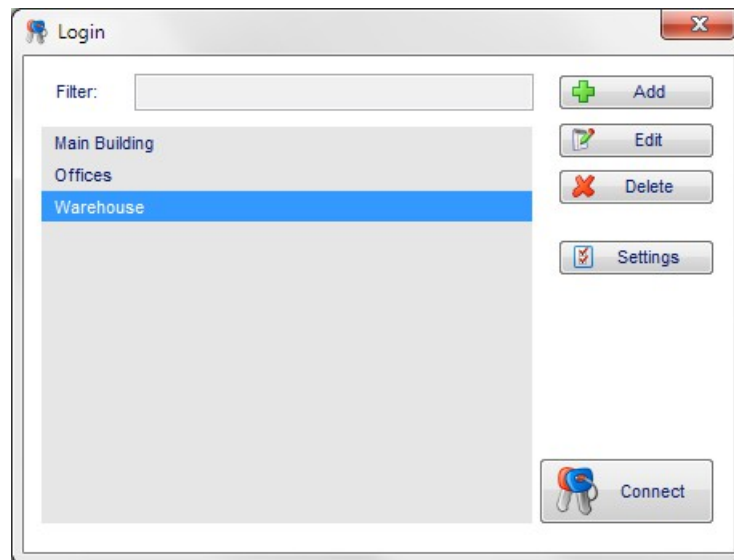 Login
Filter:
Add
Main Building
Edit
Offices
Delete
Warehouse
Settings
Connect